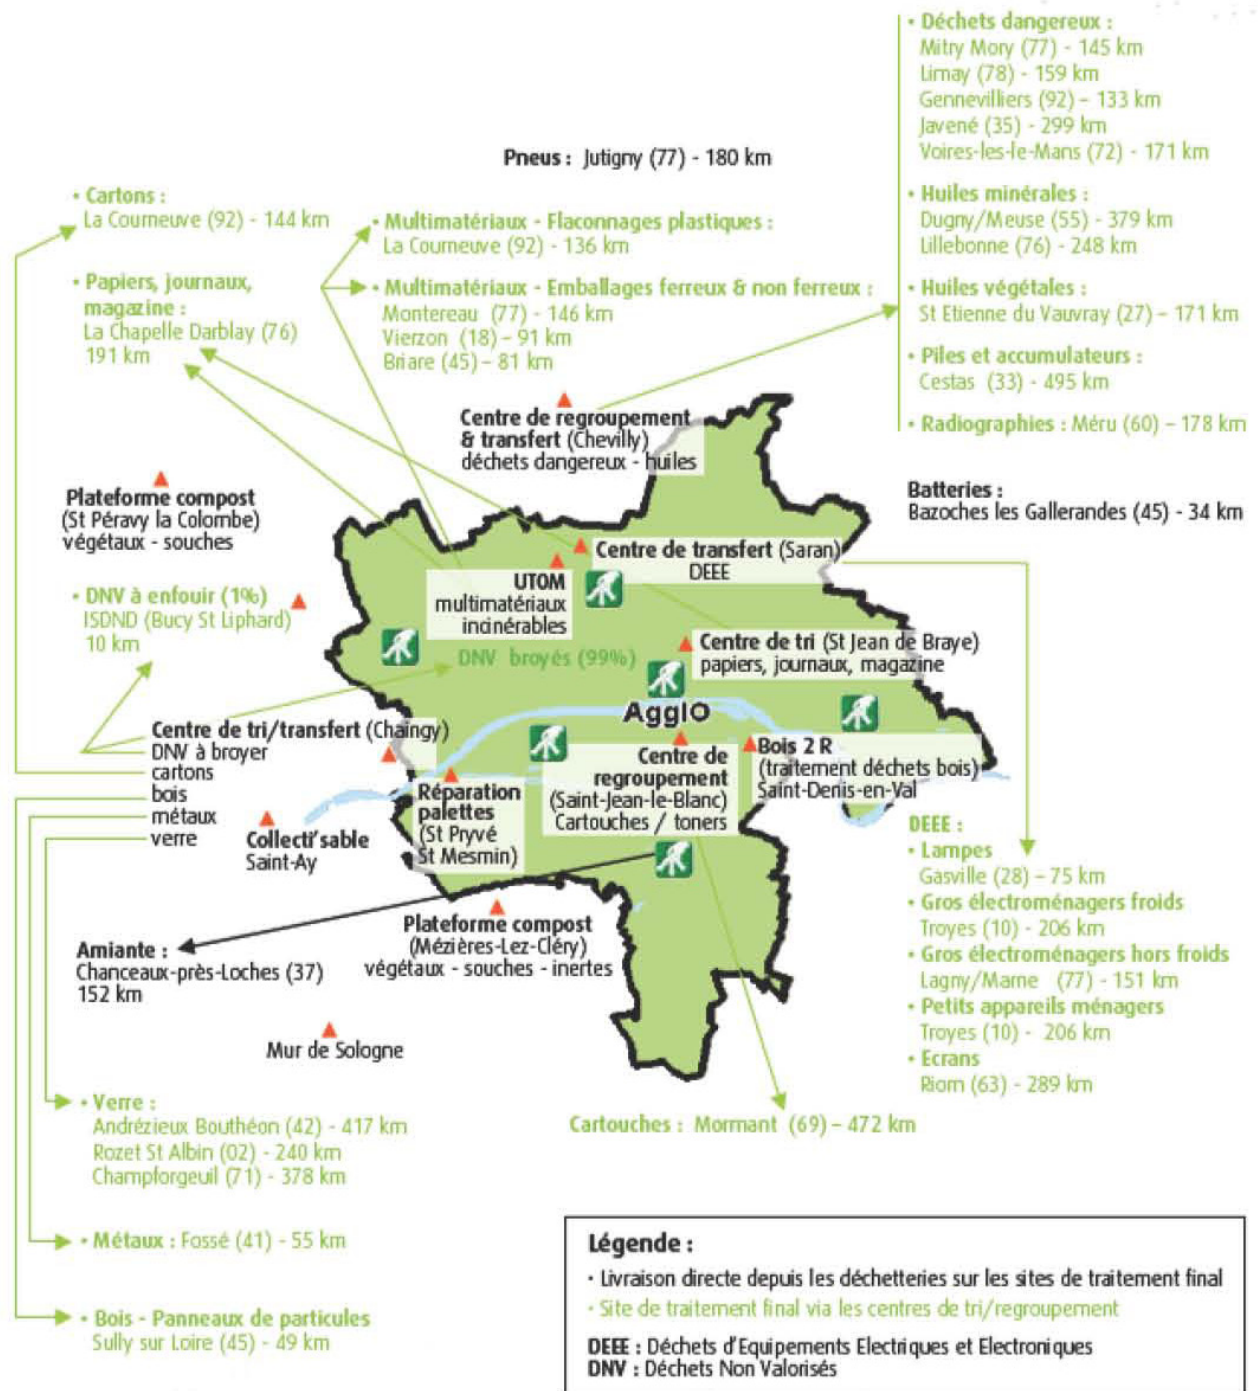 • Déchets dangereux :
Mitry Mory (77) - 145 km
Limay (78) - 159 km
Gennevilliers (92) – 133 km
Javené (35) - 299 km
Voires-les-le-Mans (72) - 171 km
Pneus : Jutigny (77) - 180 km
• Cartons :
La Courneuve (92) - 144 km
• Multimatériaux - Flaconnages plastiques :
La Courneuve (92) - 136 km
• Huiles minérales :
Dugny/Meuse (55) - 379 km
Lillebonne (76) - 248 km
• Papiers, journaux,
magazine :
La Chapelle Darblay (76)
191 km
• Multimatériaux - Emballages ferreux & non ferreux :
Montereau (77) - 146 km
Vierzon (18) – 91 km
Briare (45) – 81 km
• Huiles végétales :
St Etienne du Vauvray (27) – 171 km
• Piles et accumulateurs :
Cestas (33) - 495 km
• Radiographies : Méru (60) – 178 km
Centre de regroupement
& transfert (Chevilly)
déchets dangereux - huiles
Plateforme compost
(St Péravy la Colombe)
végétaux - souches
Batteries :
Bazoches les Gallerandes (45) - 34 km
Centre de transfert (Saran)
DEEE
UTOM
multimatériaux
incinérables
• DNV à enfouir (1%)
ISDND (Bucy St Liphard)
10 km
DNV broyés (99%)
Centre de tri (St Jean de Braye)
papiers, journaux, magazine
AgglO
Centre de tri/transfert (Chaingy)
DNV à broyer
cartons
bois
métaux
verre
Centre de
regroupement
(Saint-Jean-le-Blanc)
Cartouches / toners
Bois 2 R
(traitement déchets bois)
Saint-Denis-en-Val
Réparation
palettes
(St Pryvé
St Mesmin)
Collecti'sable
Saint-Ay
DEEE :
• Lampes
Gasville (28) – 75 km
• Gros électroménagers froids
Troyes (10) - 206 km
• Gros électroménagers hors froids
Lagny/Marne (77) - 151 km
• Petits appareils ménagers
Troyes (10) - 206 km
• Ecrans
Riom (63) - 289 km
Plateforme compost
(Mézières-Lez-Cléry)
végétaux - souches - inertes
Amiante :
Chanceaux-près-Loches (37)
152 km
Mur de Sologne
• Verre :
Andrézieux Bouthéon (42) - 417 km
Rozet St Albin (02) - 240 km
Champforgeuil (71) - 378 km
Cartouches : Mormant (69) – 472 km
• Métaux : Fossé (41) - 55 km
• Bois - Panneaux de particules
Sully sur Loire (45) - 49 km
Légende :
• Livraison directe depuis les déchetteries sur les sites de traitement final
• Site de traitement final via les centres de tri/regroupement
DEEE : Déchets d'Equipements Electriques et Electroniques
DNV : Déchets Non Valorisés